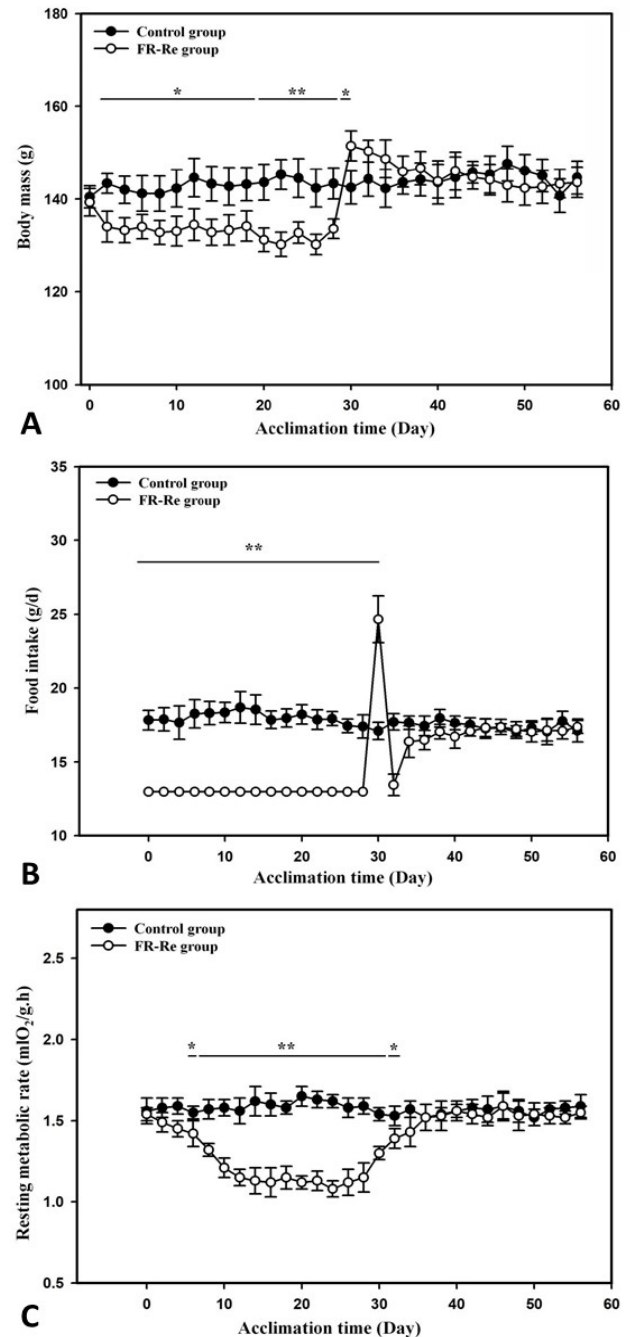 180
160
140
120
100
Body mass (g)
Control group
FR-Re group
*
**
*
0
10
20
30
40
50
60
Acclimation time (Day)
A
35
30
25
20
15
10
Food intake (g/d)
Control group
FR-Re group
**
0
10
20
30
40
50
60
Acclimation time (Day)
B
2.5
2.0
1.5
1.0
0.5
Resting metabolic rate (mlO₂/g.h)
Control group
FR-Re group
*
**
*
0
10
20
30
40
50
60
Acclimation time (Day)
C